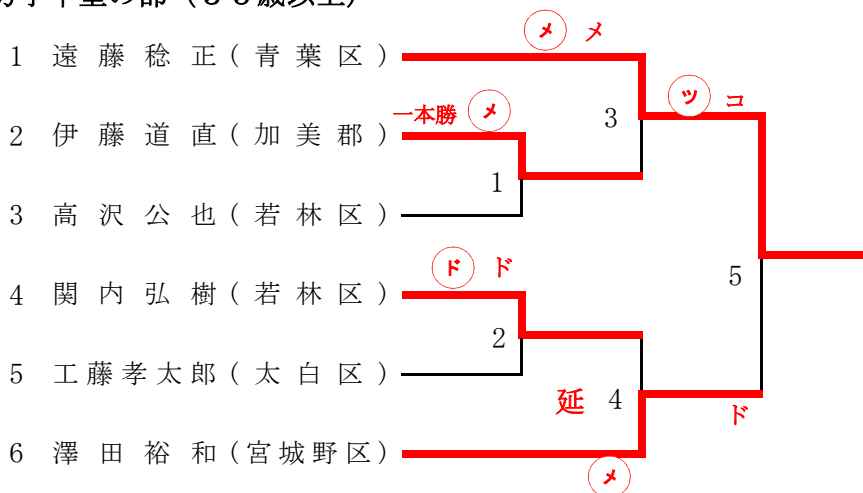 男子年壷の部(35歳以上)
メ メ
1 遠藤稔正(青葉区)
ツ コ
一本勝 メ
3
2 伊藤道直(加美郡)
1
3 高沢公也(若林区)
ド ド
5
4 関内弘樹(若林区)
2
5 工藤孝太郎(太白区)
延 4
ド
6 澤田裕和(宮城野区)
メ